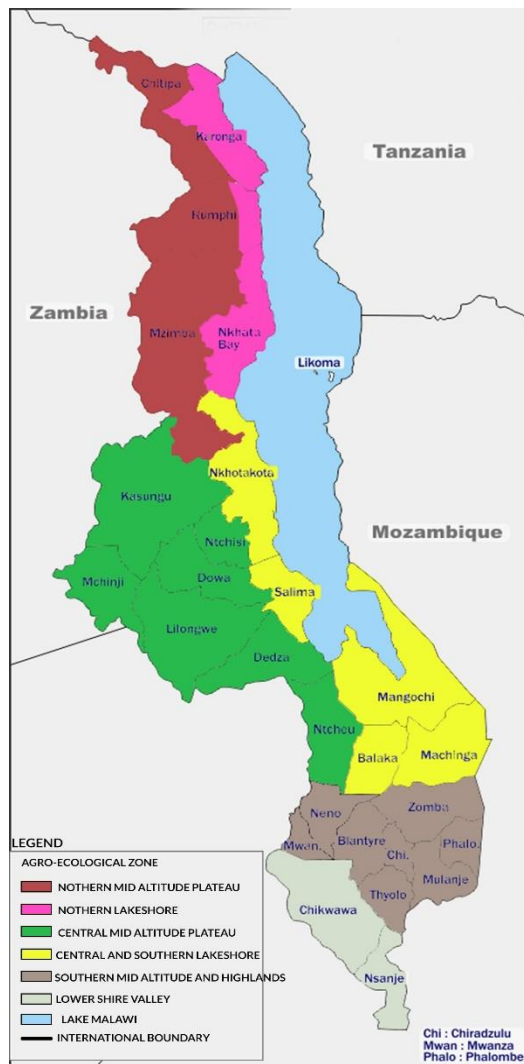 Chitipa
Karonga
Tanzania
Rumphi
Zambia
Mzimba
Nkhata
Bay
Likoma
Nkhotakota
Kasungu
Mozambique
Ntchisi
Mchinji
Dowa
Salima
Lilongwe
Dedza
Mangochi
Ntcheu
Balaka
Machinga
Neno
Zomba
Mwan.
Blantyre
Phalo.
Chi.
Mulanje
Thyolo
Chikwawa
Nsanje
LEGEND
AGRO-ECOLOGICAL ZONE
NOTHERN MID ALTITUDE PLATEAU
NOTHERN LAKESHORE
CENTRAL MID ALTITUDE PLATEAU
CENTRAL AND SOUTHERN LAKESHORE
SOUTHERN MID ALTITUDE AND HIGHLANDS
LOWER SHIRE VALLEY
LAKE MALAWI
INTERNATIONAL BOUNDARY
Chi : Chiradzulu
Mwan : Mwanza
Phalo : Phalombe